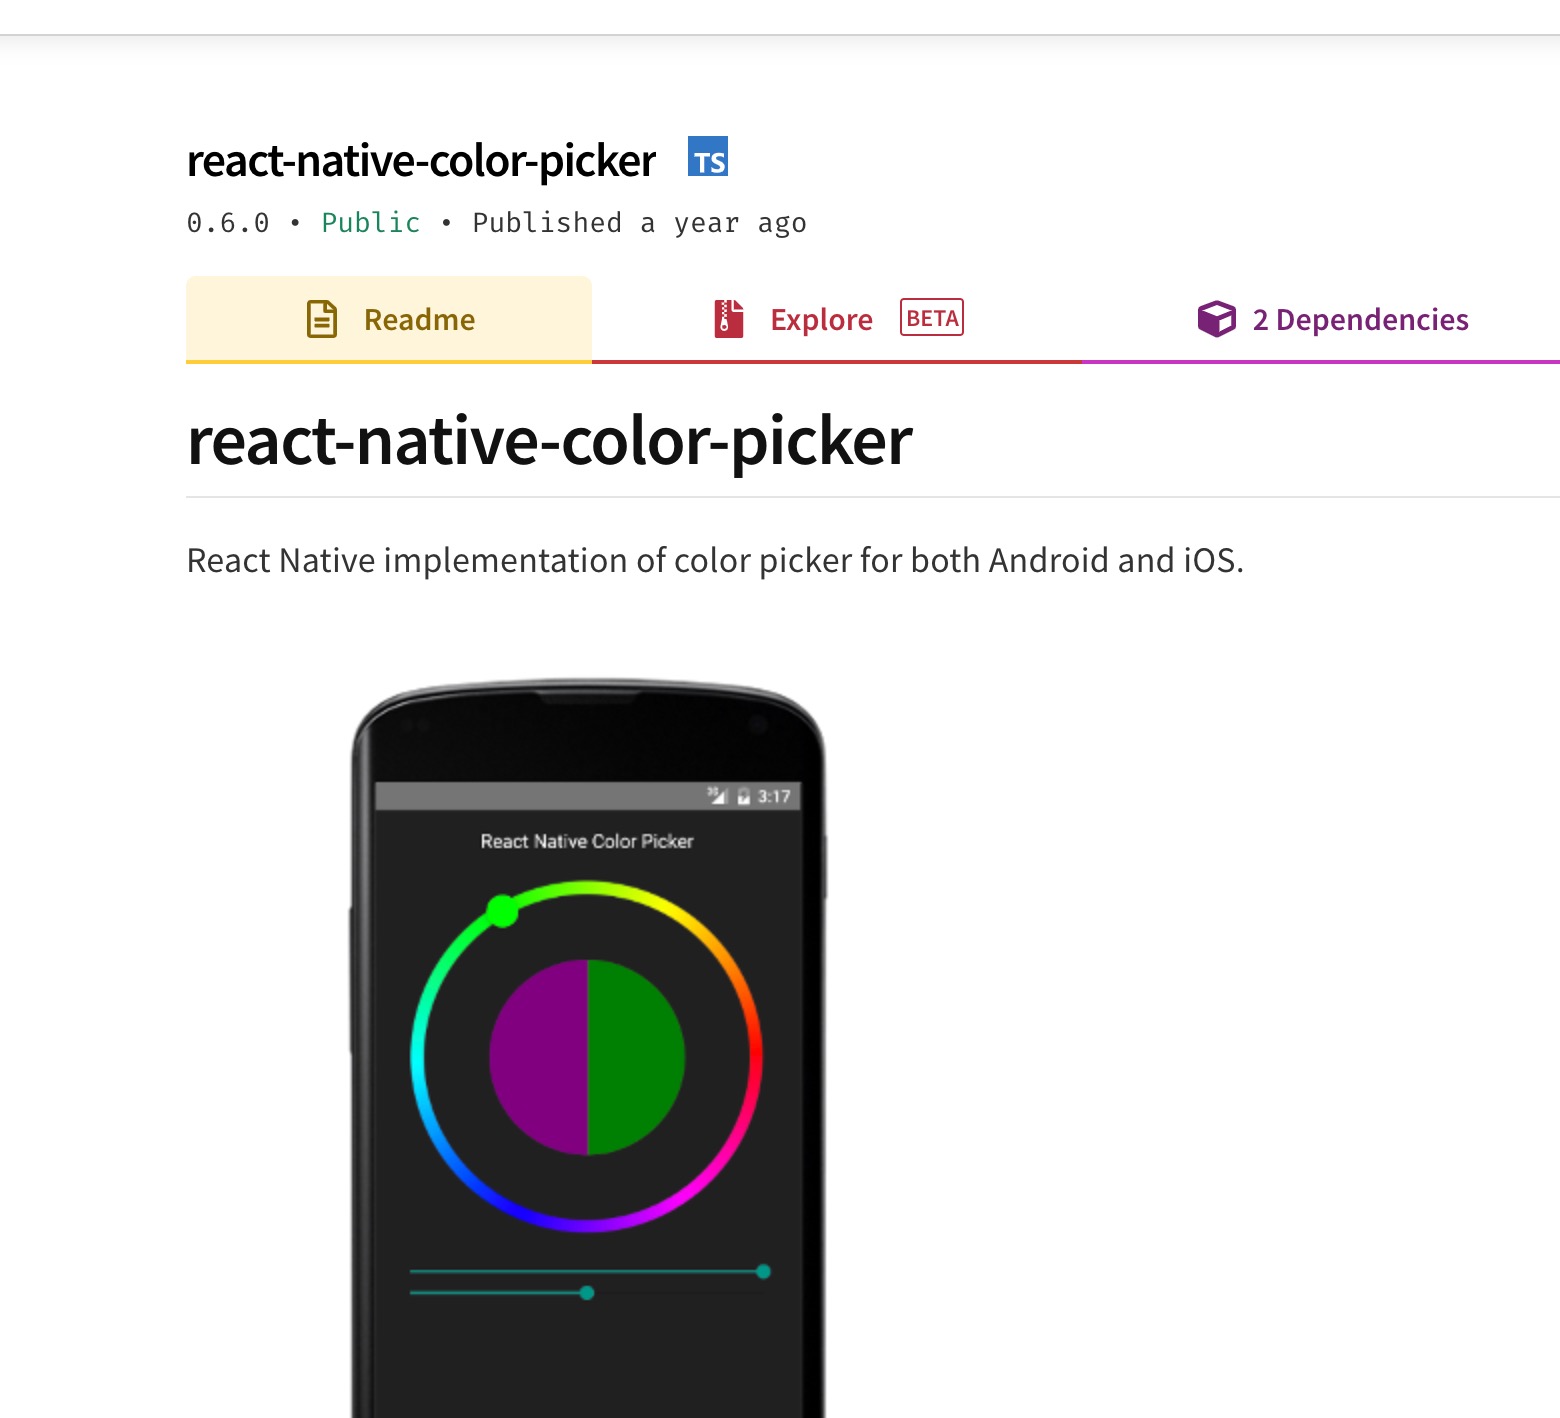 react-native-color-picker TS
0.6.0 • Public • Published a year ago
Readme
Explore BETA
2 Dependencies
react-native-color-picker
React Native implementation of color picker for both Android and iOS.
3G 3:17
React Native Color Picker